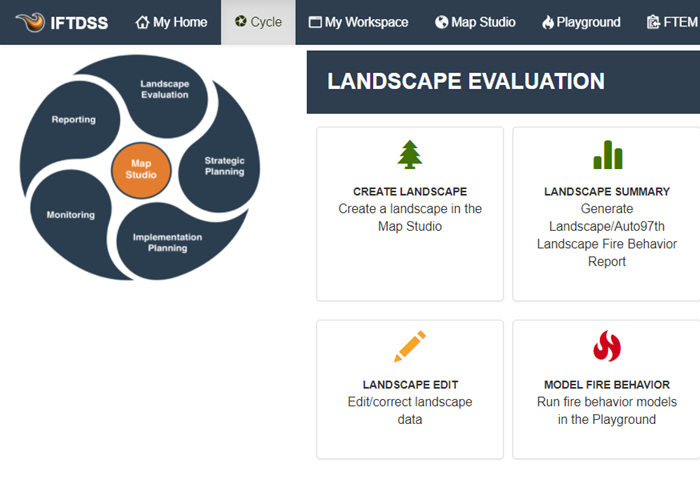 IFTDSS
My Home
Cycle
My Workspace
Map Studio
Playground
FTEM
Landscape
Evaluation
Reporting
Map
Studio
Strategic
Planning
Monitoring
Implementation
Planning
LANDSCAPE EVALUATION
CREATE LANDSCAPE
Create a landscape in the
Map Studio
LANDSCAPE SUMMARY
Generate
Landscape/Auto97th
Landscape Fire Behavior
Report
LANDSCAPE EDIT
Edit/correct landscape
data
MODEL FIRE BEHAVIOR
Run fire behavior models
in the Playground